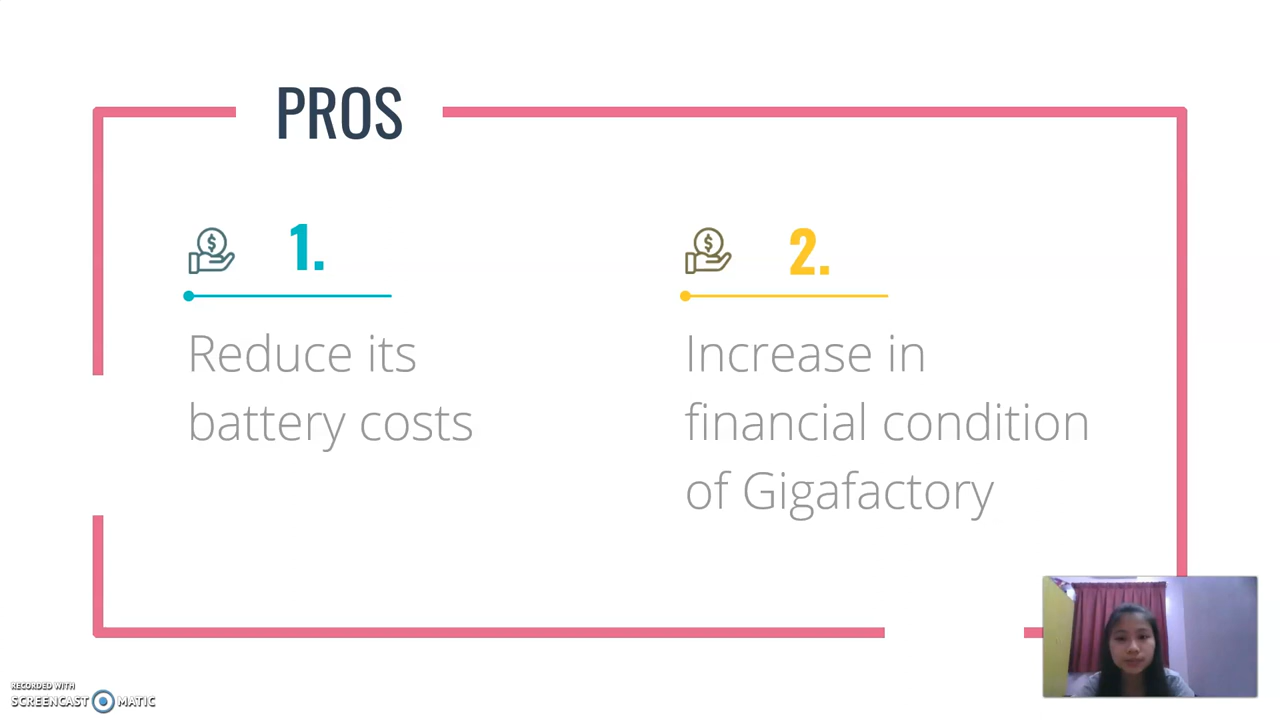 PROS
1.
2.
Reduce its
battery costs
Increase in
financial condition
of Gigafactory
RECORDED WITH
SCREENCAST MATIC